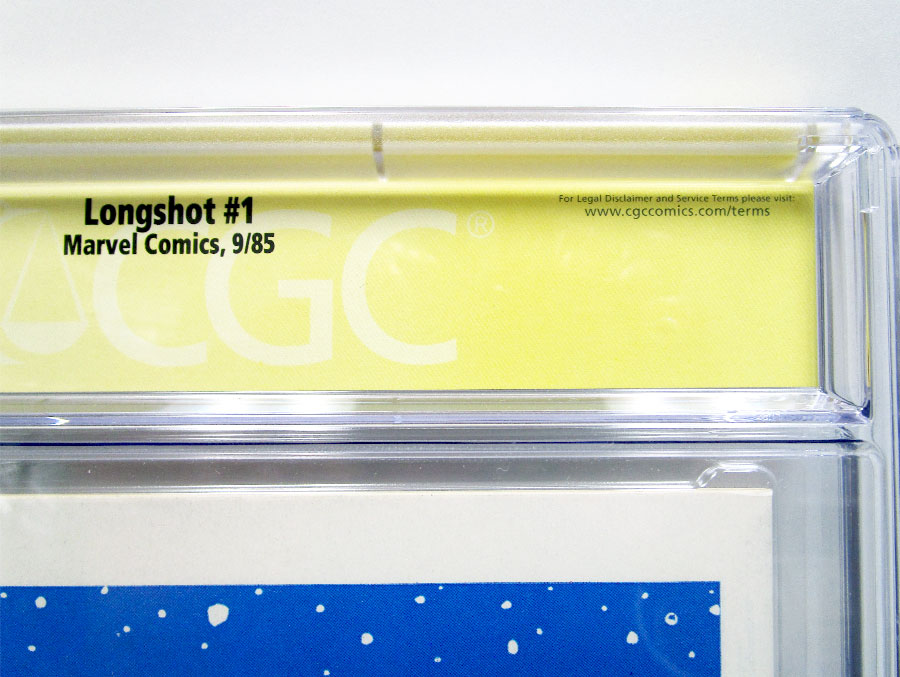 Longshot #1
Marvel Comics, 9/85
For Legal Disclaimer and Service Terms please visit:
www.cgccomics.com/terms
CGC®